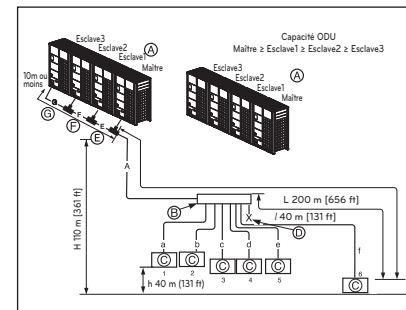 Esclave3
Esclave2
Esclave1
Maître
A
10m ou
moins
G
F
F
E
E
Capacité ODU
Maître ≥ Esclave1 ≥ Esclave2 ≥ Esclave3
Esclave3
Esclave2
Esclave1
Maître
A
A
H 110 m [361 ft)
B
L 200 m [656 ft]
l 40 m [131 ft)
D
a
b
c
d
e
f
C
C
C
C
C
C
1
2
3
4
5
6
h 40 m (131 ft)